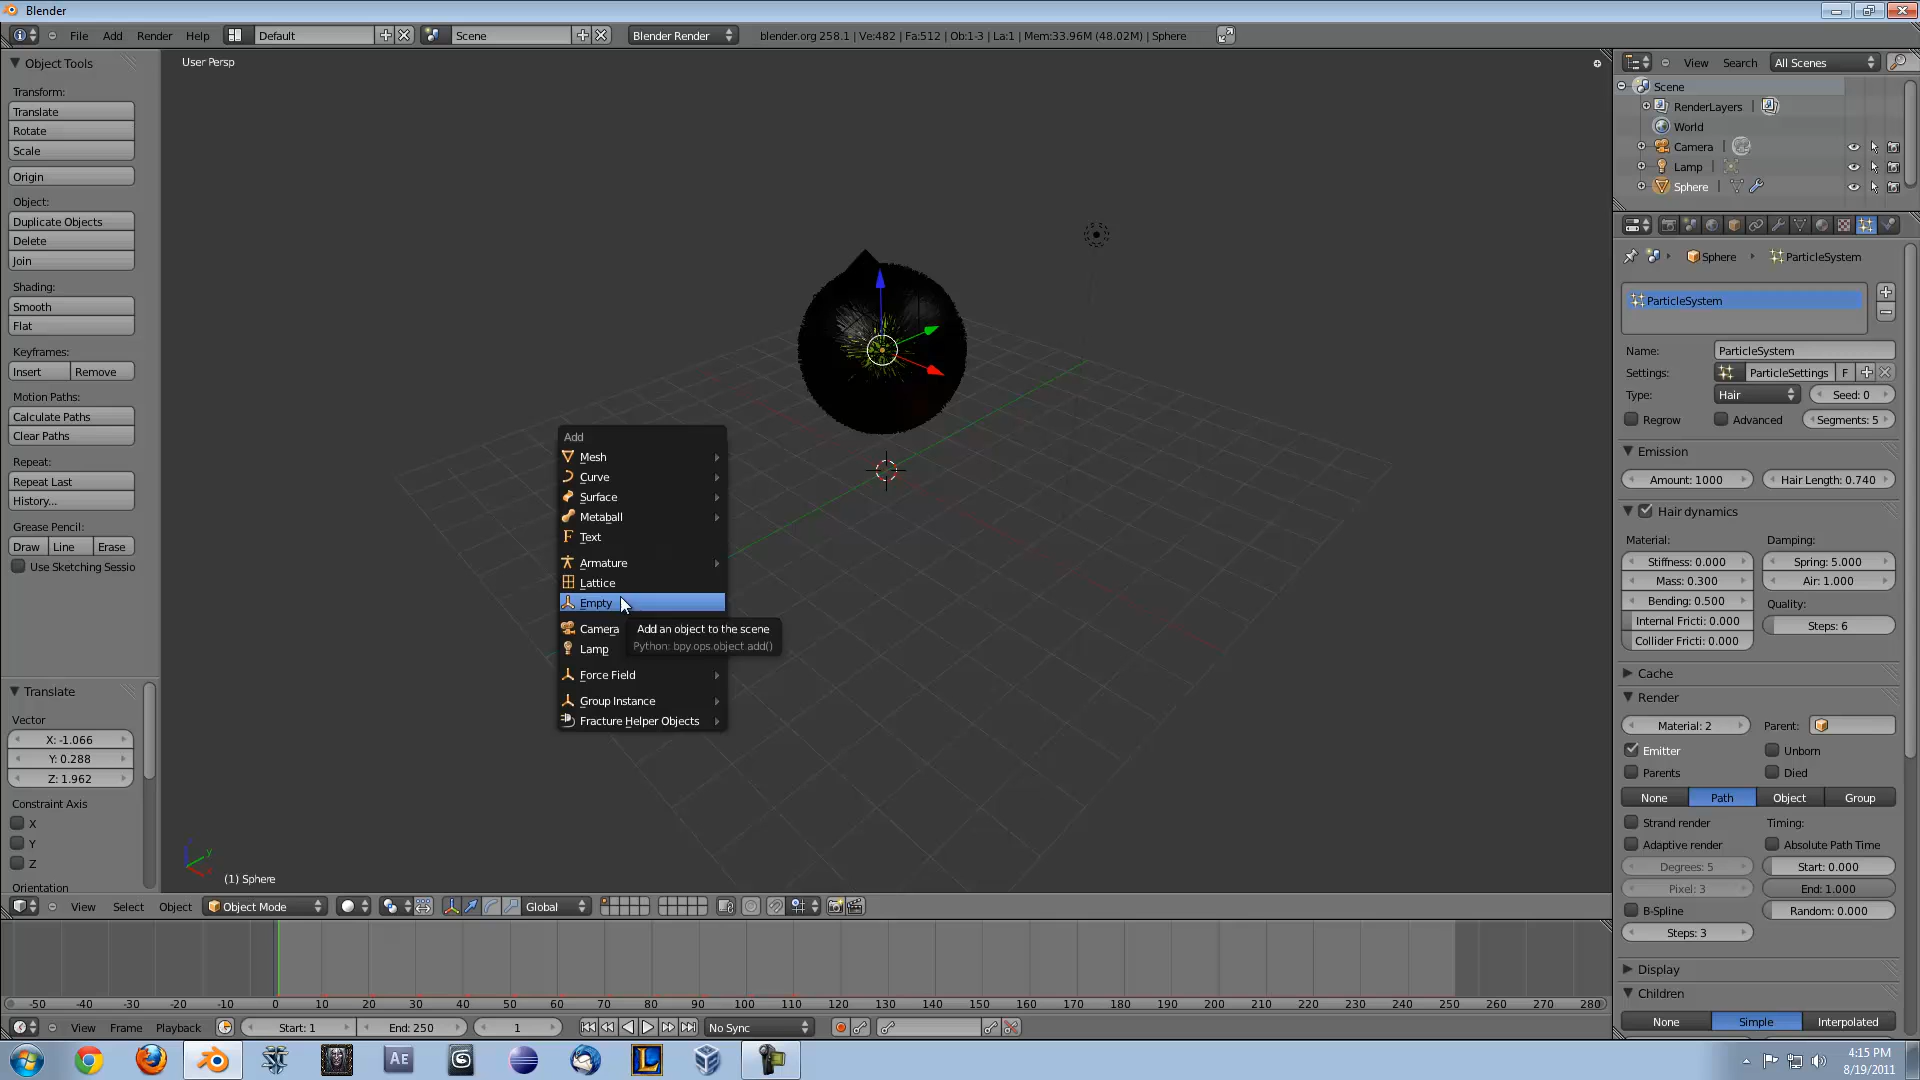 Blender
File Add Render Help Default Scene Blender Render blender.org 258.1 | Ve:482 | Fa:512 | Ob:1-3 | La:1 | Mem:33.96M (48.02M) | Sphere
Object Tools
Transform:
Translate
Rotate
Scale
Origin
Object:
Duplicate Objects
Delete
Join
Shading:
Smooth
Flat
Keyframes:
Insert Remove
Motion Paths:
Calculate Paths
Clear Paths
Repeat:
Repeat Last
History...
Grease Pencil:
Draw Line Erase
Use Sketching Sessio
Translate
Vector
X: -1.066
Y: 0.288
Z: 1.962
Constraint Axis
X
Y
Z
Orientation
User Persp
Add
Mesh
Curve
Surface
Metaball
Text
Armature
Lattice
Empty
Camera
Lamp
Force Field
Group Instance
Fracture Helper Objects
Add an object to the scene
Python: bpy.ops.object.add()
y
x
(1) Sphere
View Select Object Object Mode Global
-50 -40 -30 -20 -10 0 10 20 30 40 50 60 70 80 90 100 110 120 130 140 150 160 170 180 190 200 210 220 230 240 250 260 270 280
View Frame Playback Start: 1 End: 250 1 No Sync
View Search All Scenes
Scene
RenderLayers
World
Camera
Lamp
Sphere
Sphere ParticleSystem
ParticleSystem
Name: ParticleSystem
Settings: ParticleSettings F
Type: Hair Seed: 0
Regrow Advanced Segments: 5
Emission
Amount: 1000 Hair Length: 0.740
Hair dynamics
Material: Damping:
Stiffness: 0.000 Spring: 5.000
Mass: 0.300 Air: 1.000
Bending: 0.500 Quality:
Internal Fricti: 0.000 Steps: 6
Collider Fricti: 0.000
Cache
Render
Material: 2 Parent:
Emitter Unborn
Parents Died
None Path Object Group
Strand render Timing:
Adaptive render Absolute Path Time
Degrees: 5 Start: 0.000
Pixel: 3 End: 1.000
B-Spline Random: 0.000
Steps: 3
Display
Children
None Simple Interpolated
AE
L
4:15 PM
8/19/2011